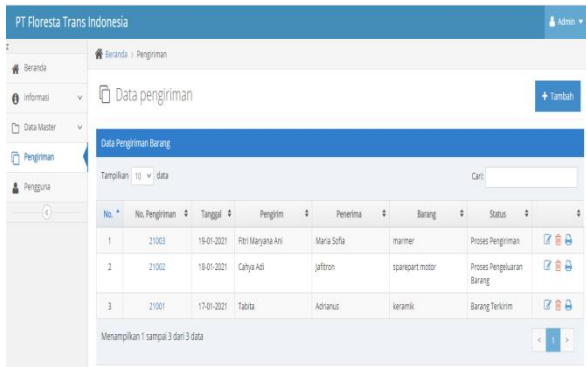 PT Floresta Trans Indonesia
Admin
Beranda
Informasi
Data Master
Pengiriman
Pengguna
Beranda > Pengiriman
Data pengiriman
+ Tambah
Data Pengiriman Barang
Tampilkan 10 data
Cari:
No. No. Pengiriman Tanggal Pengirim Penerima Barang Status
1 21003 19-01-2021 Fitri Maryana Ani Maria Sofia marmer Proses Pengiriman
2 21002 18-01-2021 Cahya Adi Jafitron sparepart motor Proses Pengeluaran
Barang
3 21001 17-01-2021 Tabita Adrianus keramik Barang Terkirim
Menampilkan 1 sampai 3 dari 3 data
< 1 >